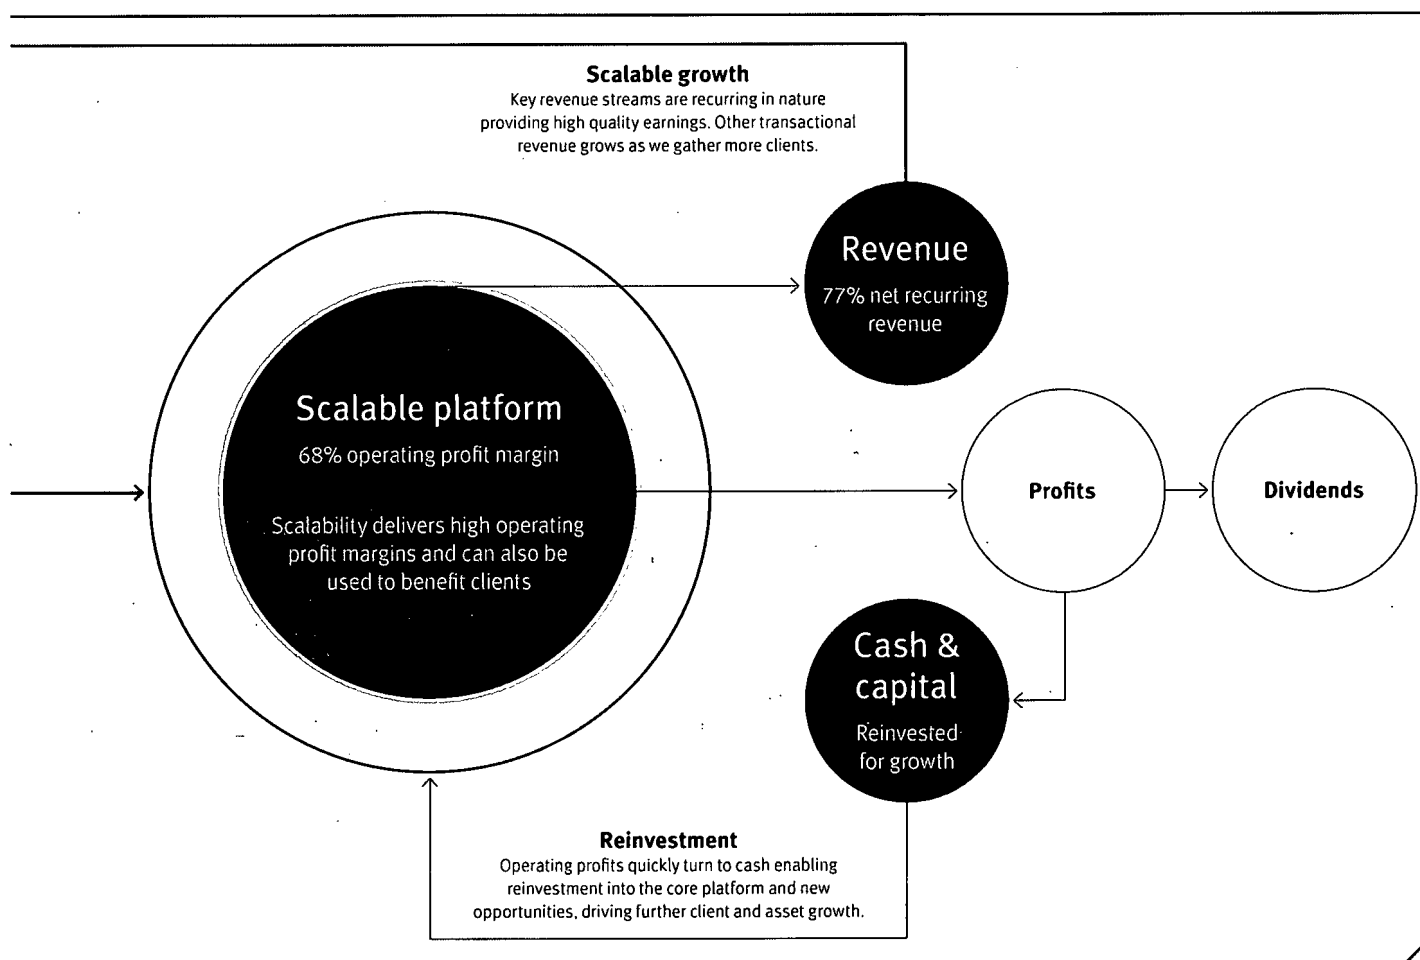 Scalable growth
Key revenue streams are recurring in nature
providing high quality earnings. Other transactional
revenue grows as we gather more clients.
Revenue
77% net recurring
revenue
Scalable platform
68% operating profit margin
Scalability delivers high operating
profit margins and can also be
used to benefit clients
Profits
Dividends
Cash &
capital
Reinvested
for growth
Reinvestment
Operating profits quickly turn to cash enabling
reinvestment into the core platform and new
opportunities, driving further client and asset growth.